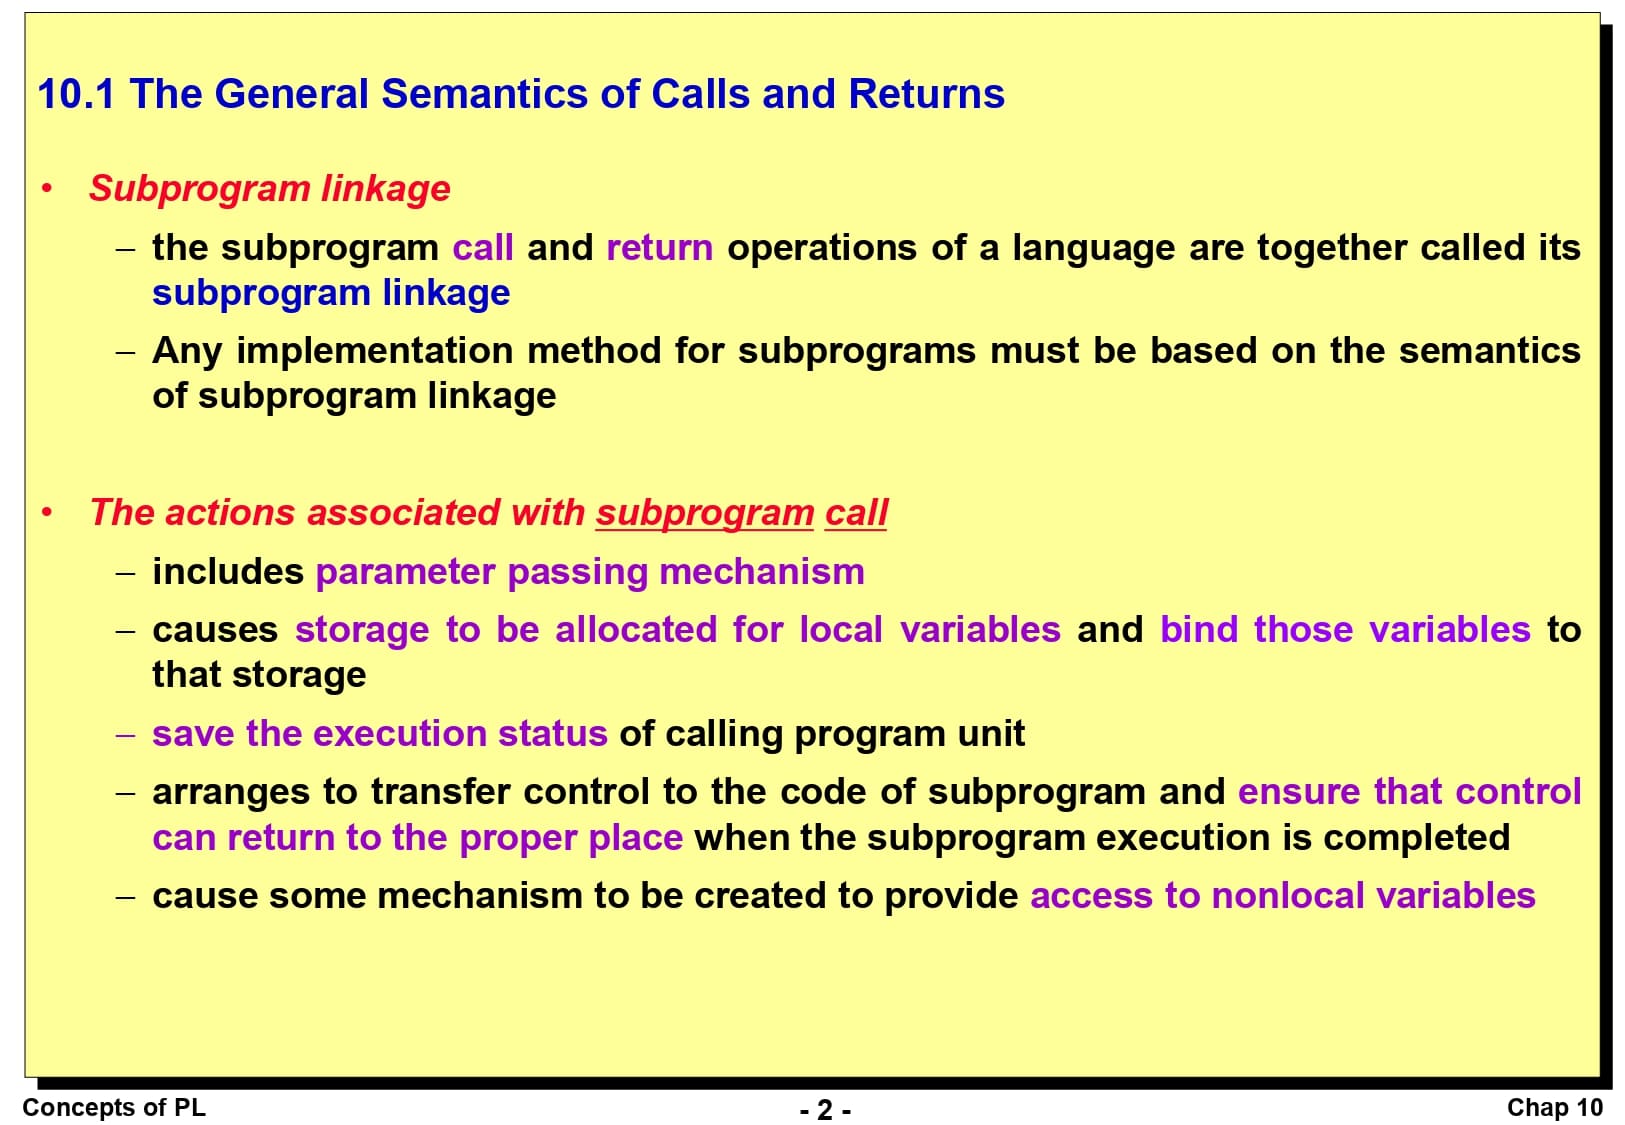 10.1 The General Semantics of Calls and Returns
• Subprogram linkage
– the subprogram call and return operations of a language are together called its
subprogram linkage
– Any implementation method for subprograms must be based on the semantics
of subprogram linkage
• The actions associated with subprogram call
– includes parameter passing mechanism
– causes storage to be allocated for local variables and bind those variables to
that storage
– save the execution status of calling program unit
– arranges to transfer control to the code of subprogram and ensure that control
can return to the proper place when the subprogram execution is completed
– cause some mechanism to be created to provide access to nonlocal variables
Concepts of PL
- 2 -
Chap 10